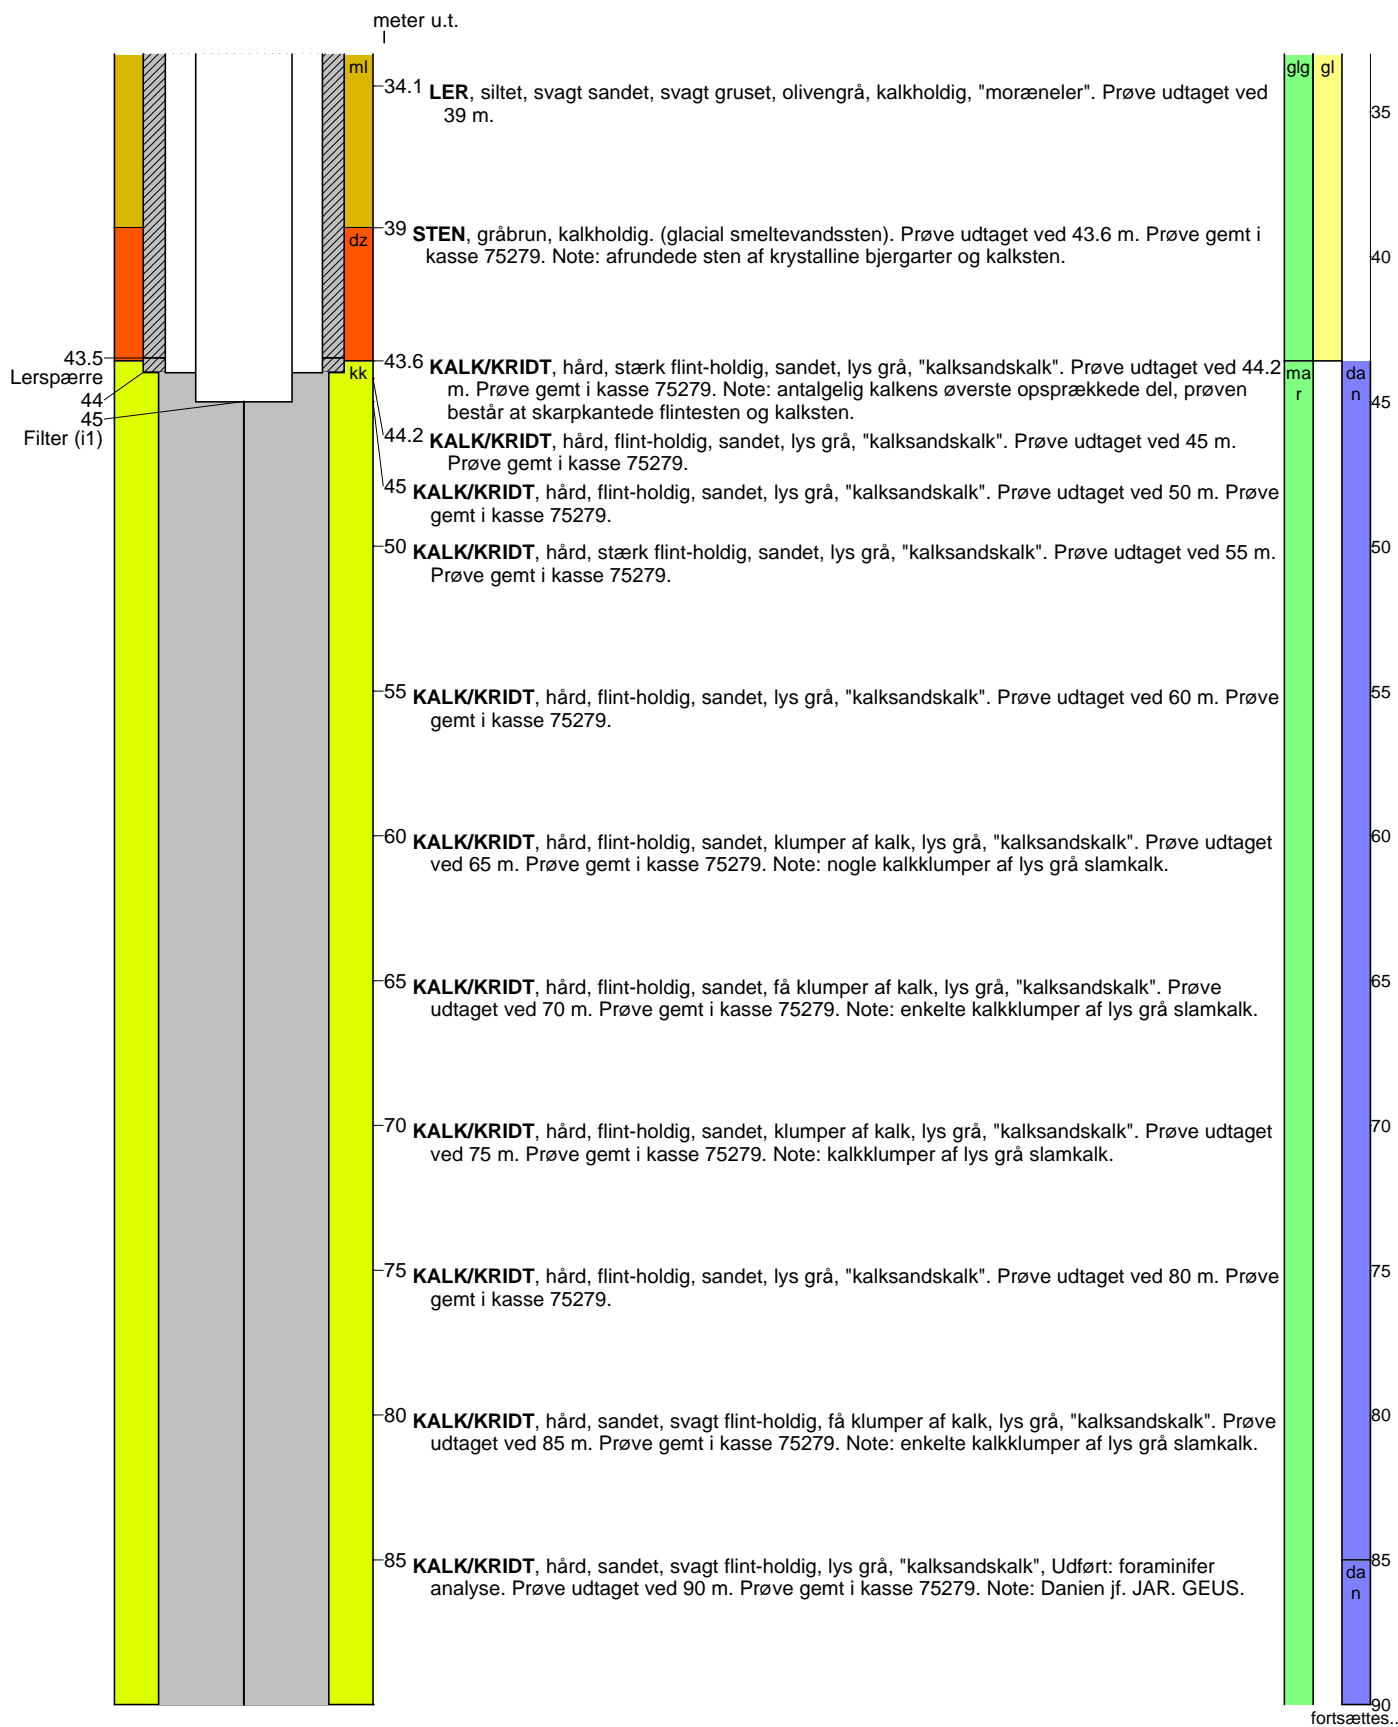 meter u.t.
ml
glg
gl
34.1 LER, siltet, svagt sandet, svagt gruset, olivengrå, kalkholdig, "moræneler". Prøve udtaget ved
39 m.
35
39 STEN, gråbrun, kalkholdig. (glacial smeltevandssten). Prøve udtaget ved 43.6 m. Prøve gemt i
kasse 75279. Note: afrundede sten af krystalline bjergarter og kalksten.
dz
40
43.5
Lerspærre
44
45
Filter (i1)
kk
43.6 KALK/KRIDT, hård, stærk flint-holdig, sandet, lys grå, "kalksandskalk". Prøve udtaget ved 44.2
m. Prøve gemt i kasse 75279. Note: antalgelig kalkens øverste opsprækkede del, prøven
består at skarpkantede flintesten og kalksten.
ma
r
da
n
45
44.2 KALK/KRIDT, hård, flint-holdig, sandet, lys grå, "kalksandskalk". Prøve udtaget ved 45 m.
Prøve gemt i kasse 75279.
45 KALK/KRIDT, hård, flint-holdig, sandet, lys grå, "kalksandskalk". Prøve udtaget ved 50 m. Prøve
gemt i kasse 75279.
50 KALK/KRIDT, hård, stærk flint-holdig, sandet, lys grå, "kalksandskalk". Prøve udtaget ved 55 m.
Prøve gemt i kasse 75279.
50
55 KALK/KRIDT, hård, flint-holdig, sandet, lys grå, "kalksandskalk". Prøve udtaget ved 60 m. Prøve
gemt i kasse 75279.
55
60 KALK/KRIDT, hård, flint-holdig, sandet, klumper af kalk, lys grå, "kalksandskalk". Prøve udtaget
ved 65 m. Prøve gemt i kasse 75279. Note: nogle kalkklumper af lys grå slamkalk.
60
65 KALK/KRIDT, hård, flint-holdig, sandet, få klumper af kalk, lys grå, "kalksandskalk". Prøve
udtaget ved 70 m. Prøve gemt i kasse 75279. Note: enkelte kalkklumper af lys grå slamkalk.
65
70 KALK/KRIDT, hård, flint-holdig, sandet, klumper af kalk, lys grå, "kalksandskalk". Prøve udtaget
ved 75 m. Prøve gemt i kasse 75279. Note: kalkklumper af lys grå slamkalk.
70
75 KALK/KRIDT, hård, flint-holdig, sandet, lys grå, "kalksandskalk". Prøve udtaget ved 80 m. Prøve
gemt i kasse 75279.
75
80 KALK/KRIDT, hård, sandet, svagt flint-holdig, få klumper af kalk, lys grå, "kalksandskalk". Prøve
udtaget ved 85 m. Prøve gemt i kasse 75279. Note: enkelte kalkklumper af lys grå slamkalk.
80
85 KALK/KRIDT, hård, sandet, svagt flint-holdig, lys grå, "kalksandskalk", Udført: foraminifer
analyse. Prøve udtaget ved 90 m. Prøve gemt i kasse 75279. Note: Danien jf. JAR. GEUS.
85
da
n
90
fortsættes..